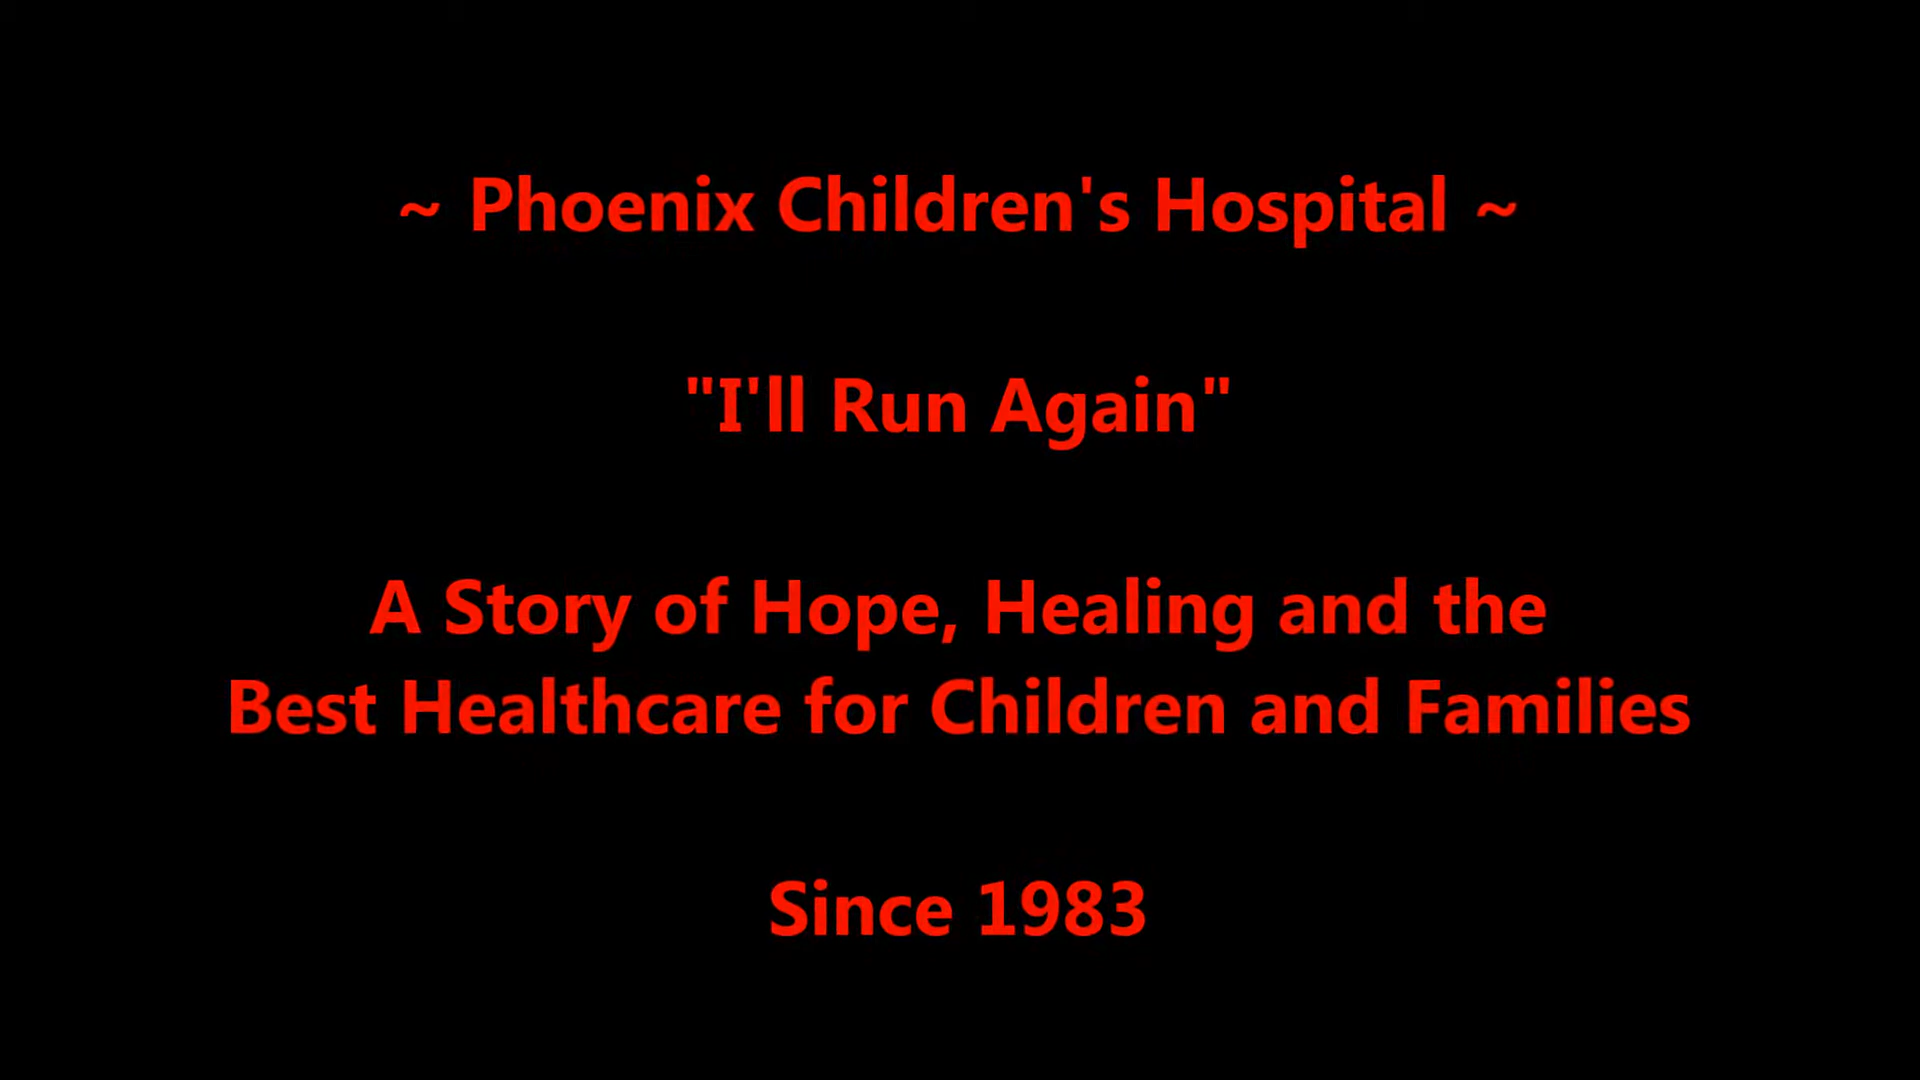 ~ Phoenix Children's Hospital ~
"I'll Run Again"
A Story of Hope, Healing and the
Best Healthcare for Children and Families
Since 1983